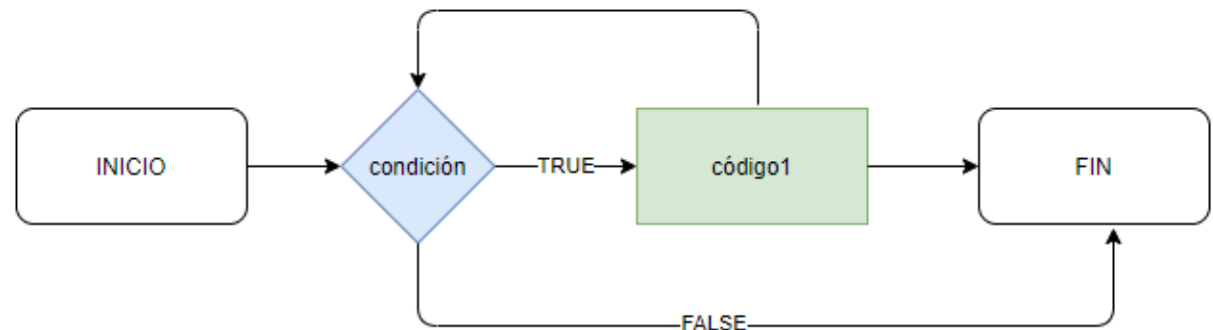 INICIO
condición
TRUE
código1
FIN
FALSE